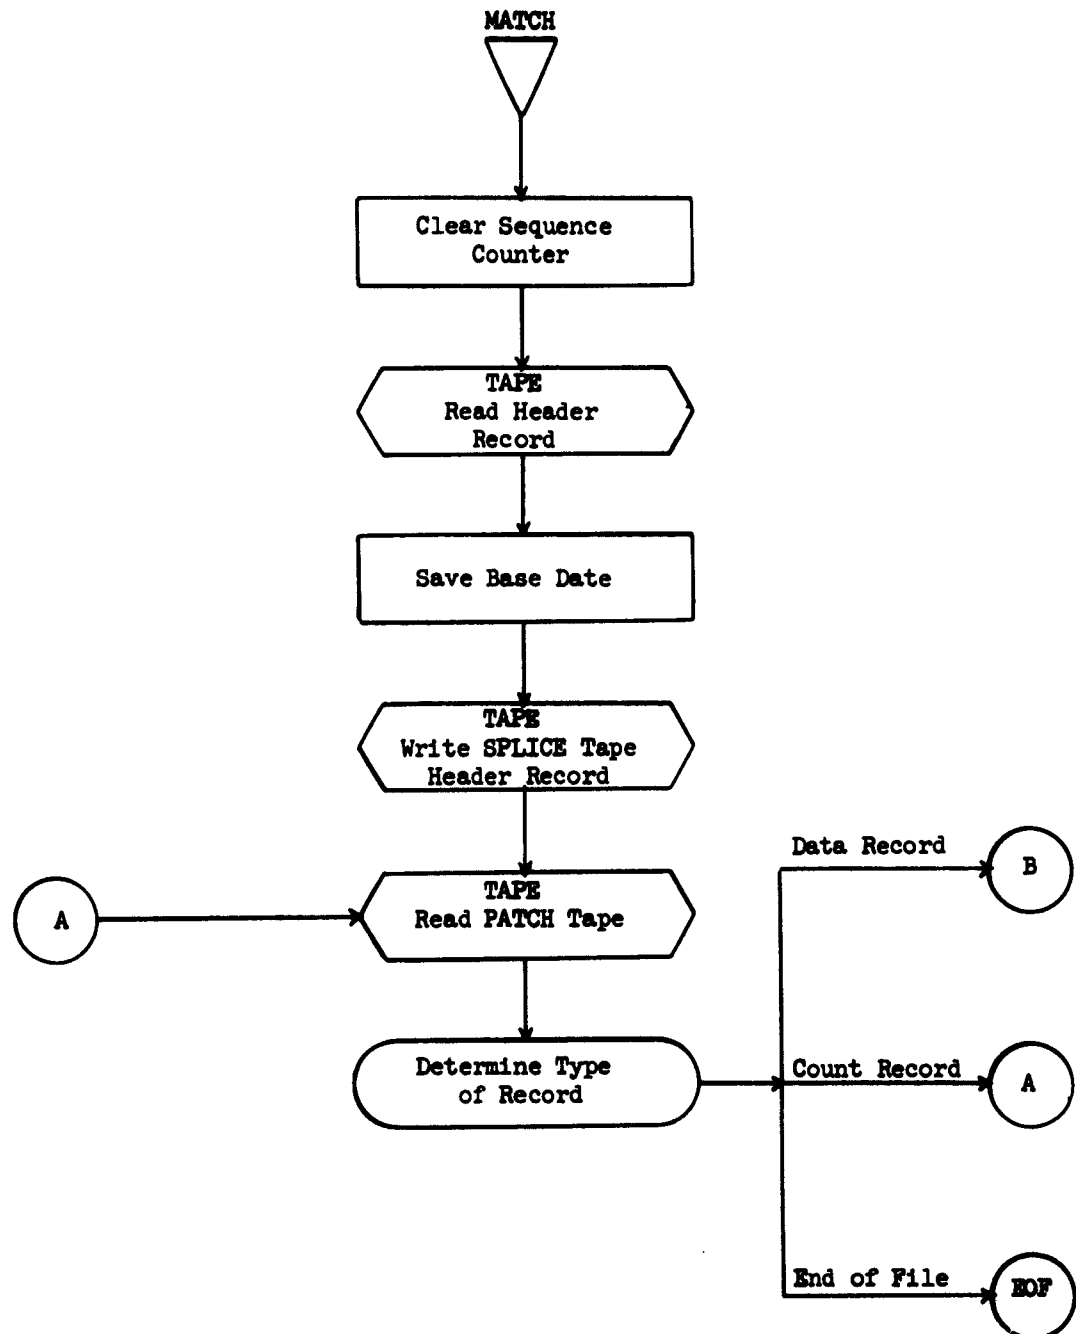 MATCH
Clear Sequence
Counter
TAPE
Read Header
Record
Save Base Date
TAPE
Write SPLICE Tape
Header Record
TAPE
Read PATCH Tape
A
Determine Type
of Record
Data Record
B
Count Record
A
End of File
EOF